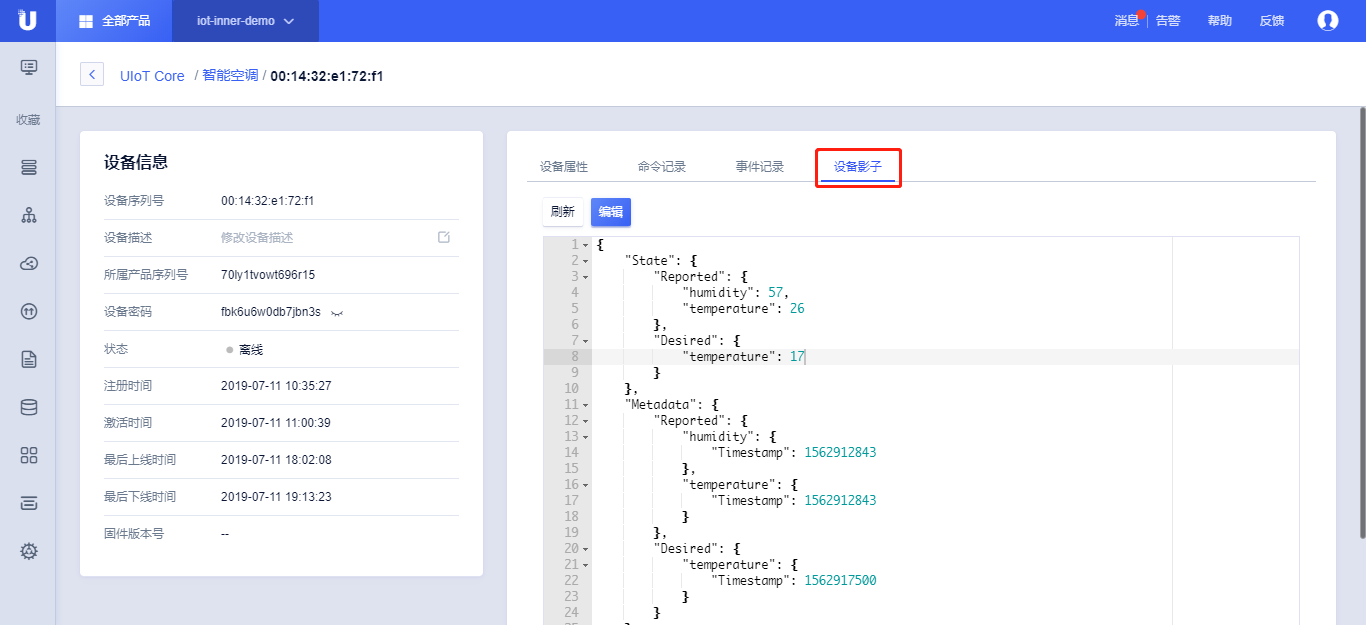 全部产品
iot-inner-demo
消息
告警
帮助
反馈
收藏
UIoT Core / 智能空调 / 00:14:32:e1:72:f1
设备信息
设备序列号 00:14:32:e1:72:f1
设备描述 修改设备描述
所属产品序列号 70ly1tvowt696r15
设备密码 fbk6u6w0db7jbn3s
状态 离线
注册时间 2019-07-11 10:35:27
激活时间 2019-07-11 11:00:39
最后上线时间 2019-07-11 18:02:08
最后下线时间 2019-07-11 19:13:23
固件版本号 --
设备属性 命令记录 事件记录 设备影子
刷新 编辑
1 {
2 "State": {
3 "Reported": {
4 "humidity": 57,
5 "temperature": 26
6 },
7 "Desired": {
8 "temperature": 17
9 }
10 },
11 "Metadata": {
12 "Reported": {
13 "humidity": {
14 "Timestamp": 1562912843
15 },
16 "temperature": {
17 "Timestamp": 1562912843
18 }
19 },
20 "Desired": {
21 "temperature": {
22 "Timestamp": 1562917500
23 }
24 }